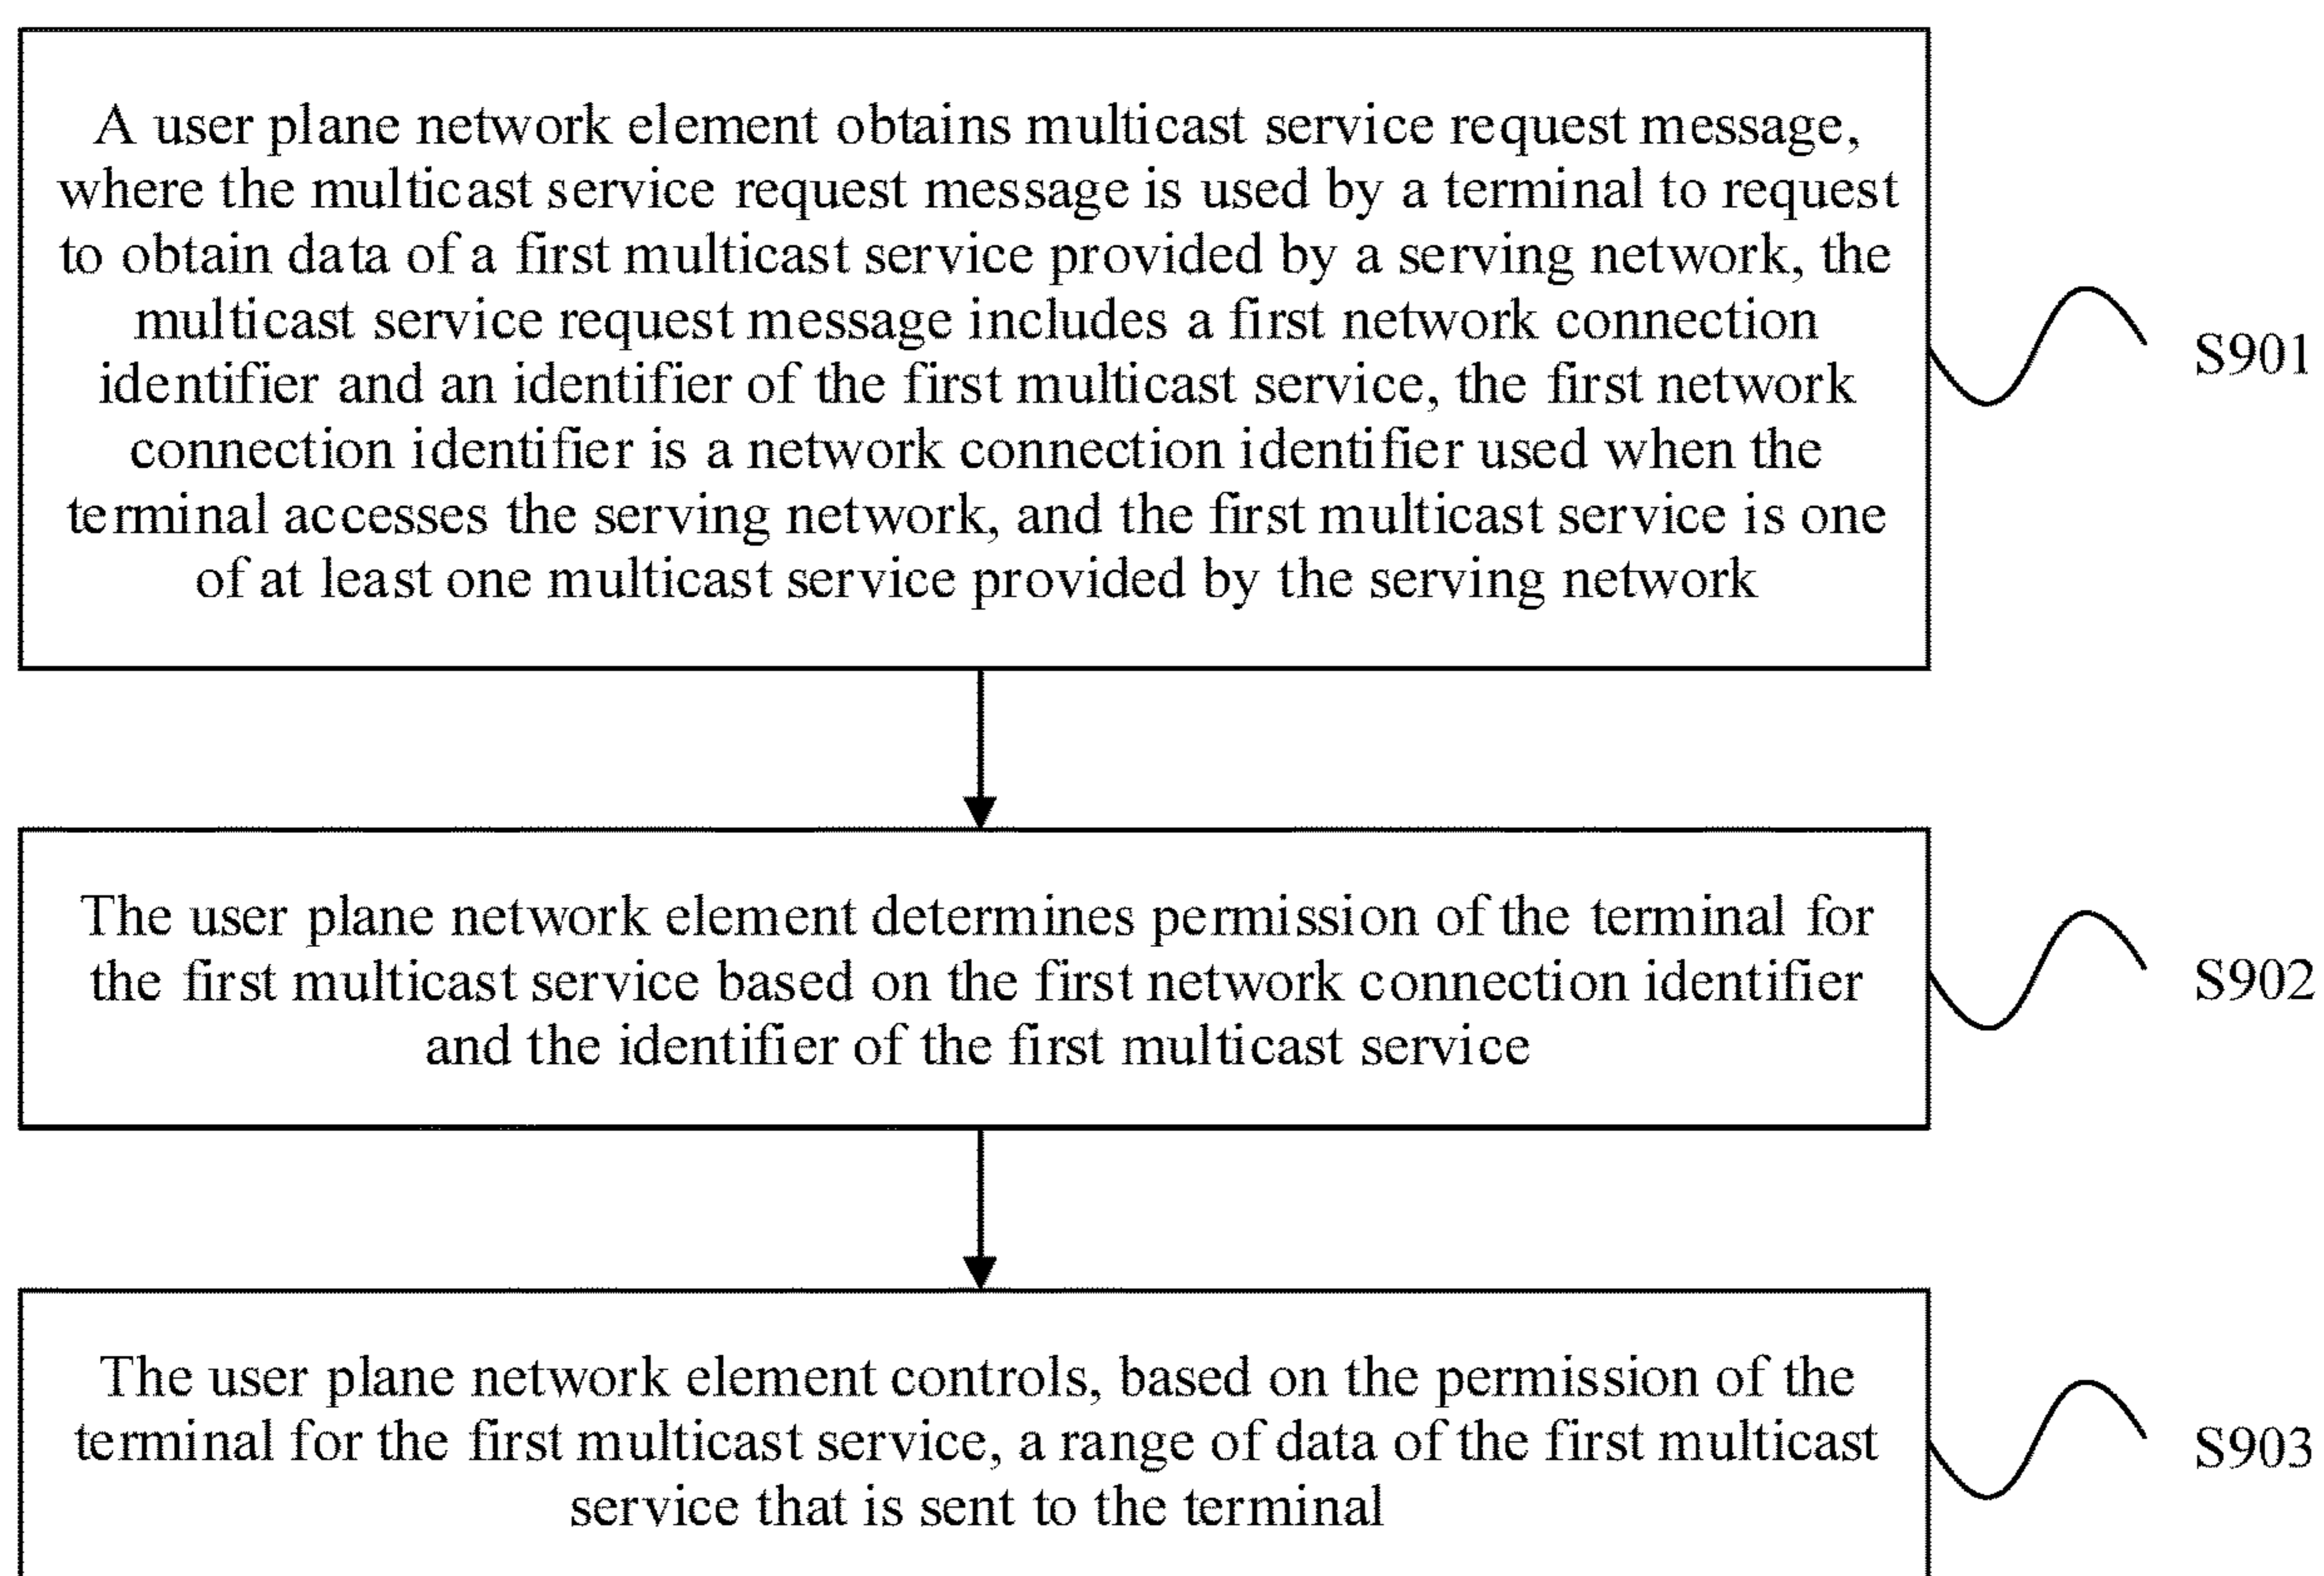 A user plane network element obtains multicast service request message,
where the multicast service request message is used by a terminal to request
to obtain data of a first multicast service provided by a serving network, the
multicast service request message includes a first network connection
identifier and an identifier of the first multicast service, the first network
connection identifier is a network connection identifier used when the
terminal accesses the serving network, and the first multicast service is one
of at least one multicast service provided by the serving network
S901
The user plane network element determines permission of the terminal for
the first multicast service based on the first network connection identifier
and the identifier of the first multicast service
S902
The user plane network element controls, based on the permission of the
terminal for the first multicast service, a range of data of the first multicast
service that is sent to the terminal
S903